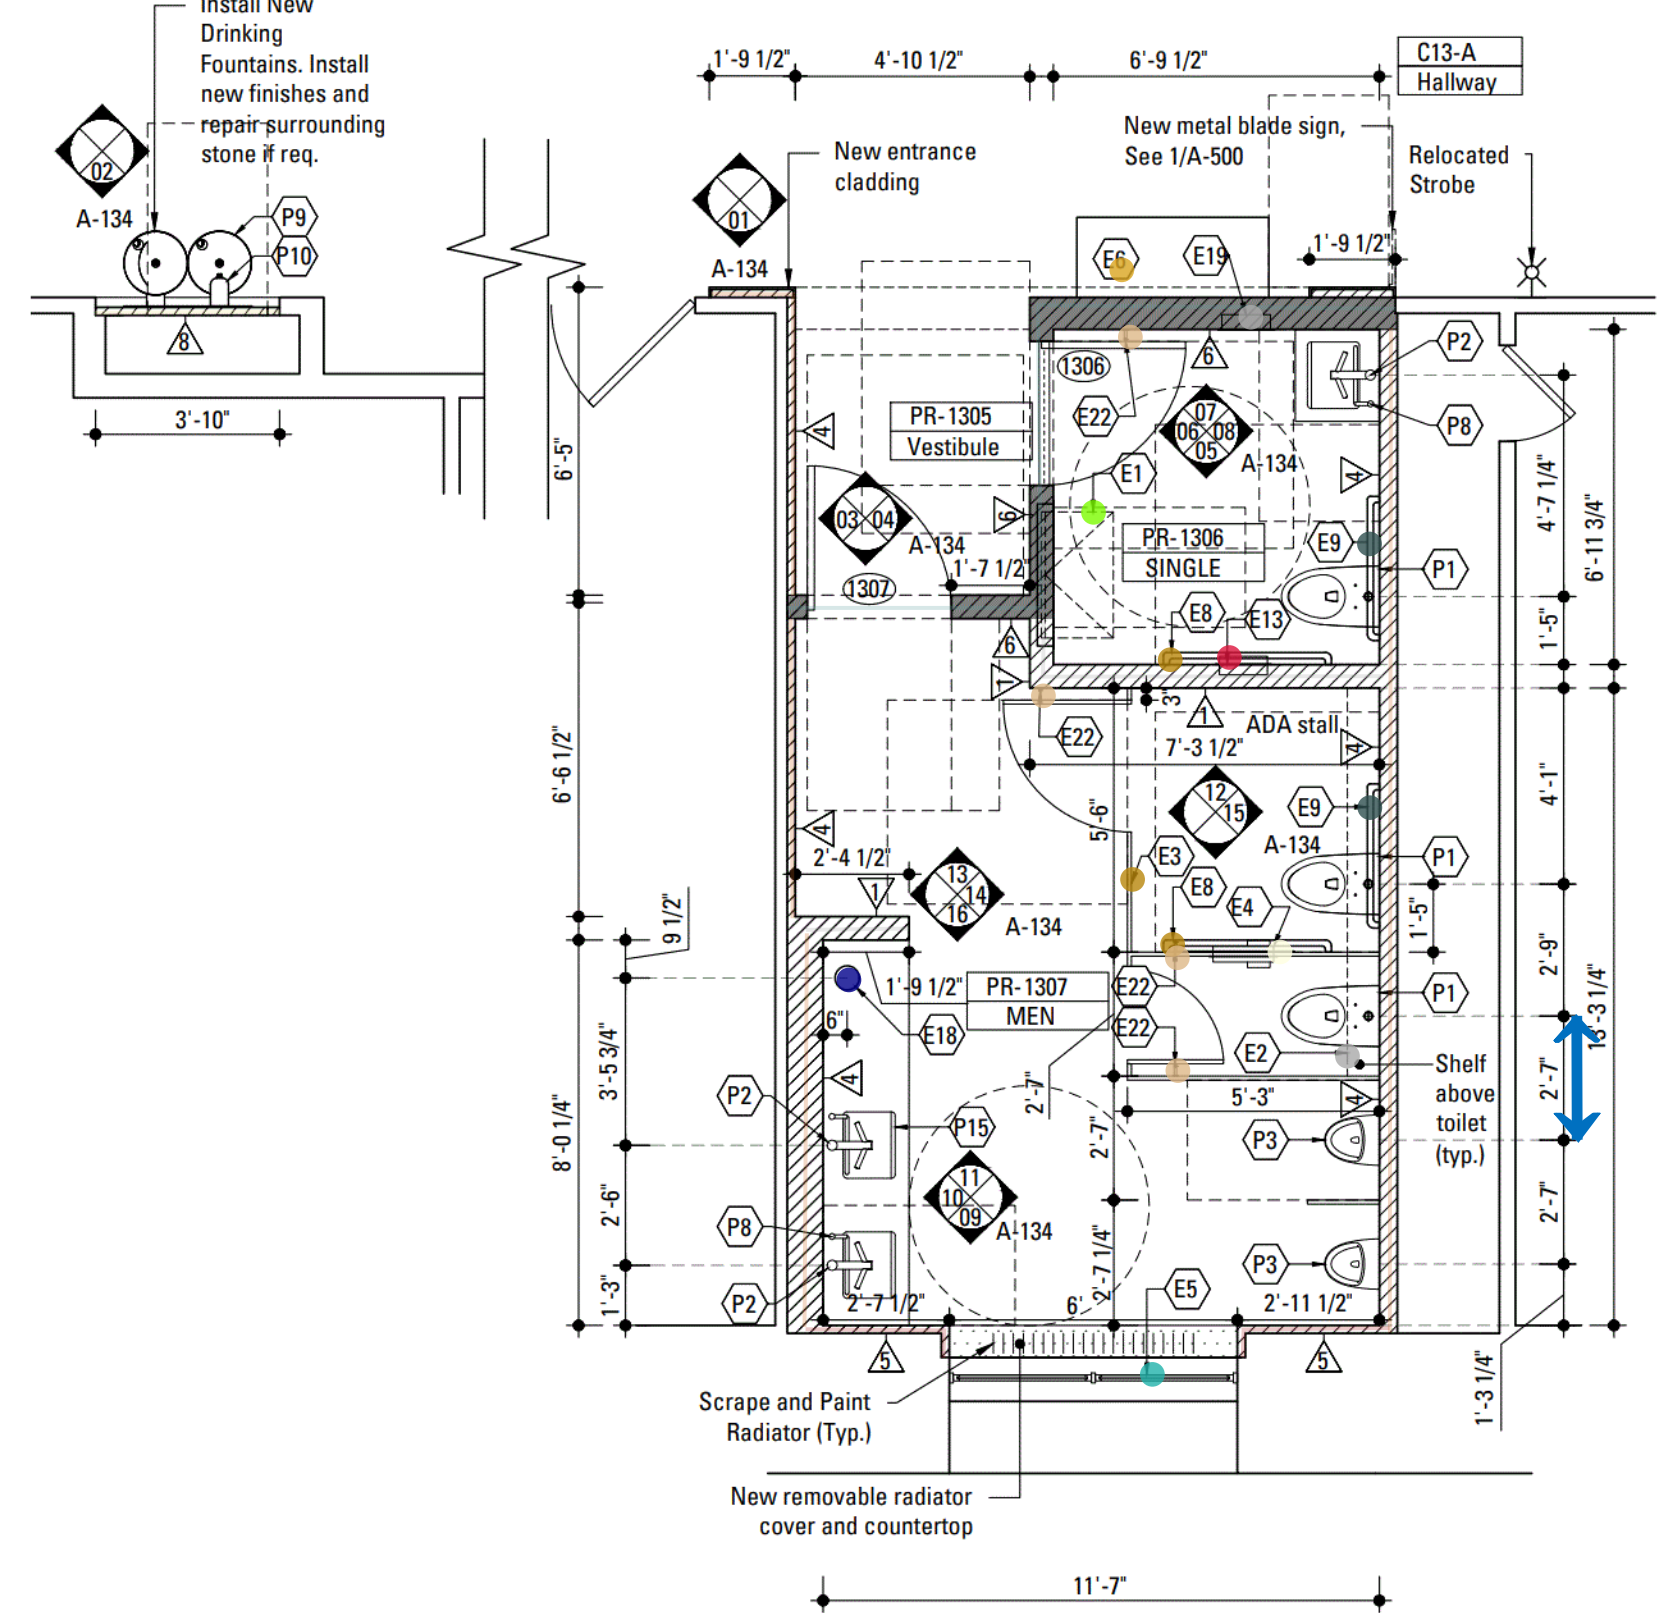 Install New
Drinking
Fountains. Install
new finishes and
repair surrounding
stone if req.
02
A-134
P9
P10
8
3'-10"
1'-9 1/2"
4'-10 1/2"
6'-9 1/2"
C13-A
Hallway
New metal blade sign,
See 1/A-500
Relocated
Strobe
New entrance
cladding
01
A-134
E6
E19
1'-9 1/2"
6'-5"
4
PR-1305
Vestibule
1306
E22
6
07
06 08
05
A-134
P2
P8
E1
4
4'-7 1/4"
6'-11 3/4"
03 04
A-134
6
1'-7 1/2"
1307
PR-1306
SINGLE
E9
P1
E8
E13
1'-5"
6
1
3"
6'-6 1/2"
E22
1
ADA stall
7'-3 1/2"
4
4'-1"
12
15
A-134
E9
5'-6"
4
2'-4 1/2"
E3
E8
E4
P1
1'-5"
1
13
14
16
A-134
9 1/2"
2'-9"
13'-3 1/4"
1'-9 1/2"
PR-1307
MEN
E22
E22
P1
6"
E18
E2
Shelf
above
toilet
(typ.)
3'-5 3/4"
4
2'-7"
2'-7"
5'-3"
4
2'-7"
P2
P15
P3
8'-0 1/4"
2'-6"
11
10
09
A-134
P8
2'-7 1/4"
2'-7"
P3
P2
1'-3"
2'-7 1/2"
6'
E5
2'-11 1/2"
5
5
1'-3 1/4"
Scrape and Paint
Radiator (Typ.)
New removable radiator
cover and countertop
11'-7"